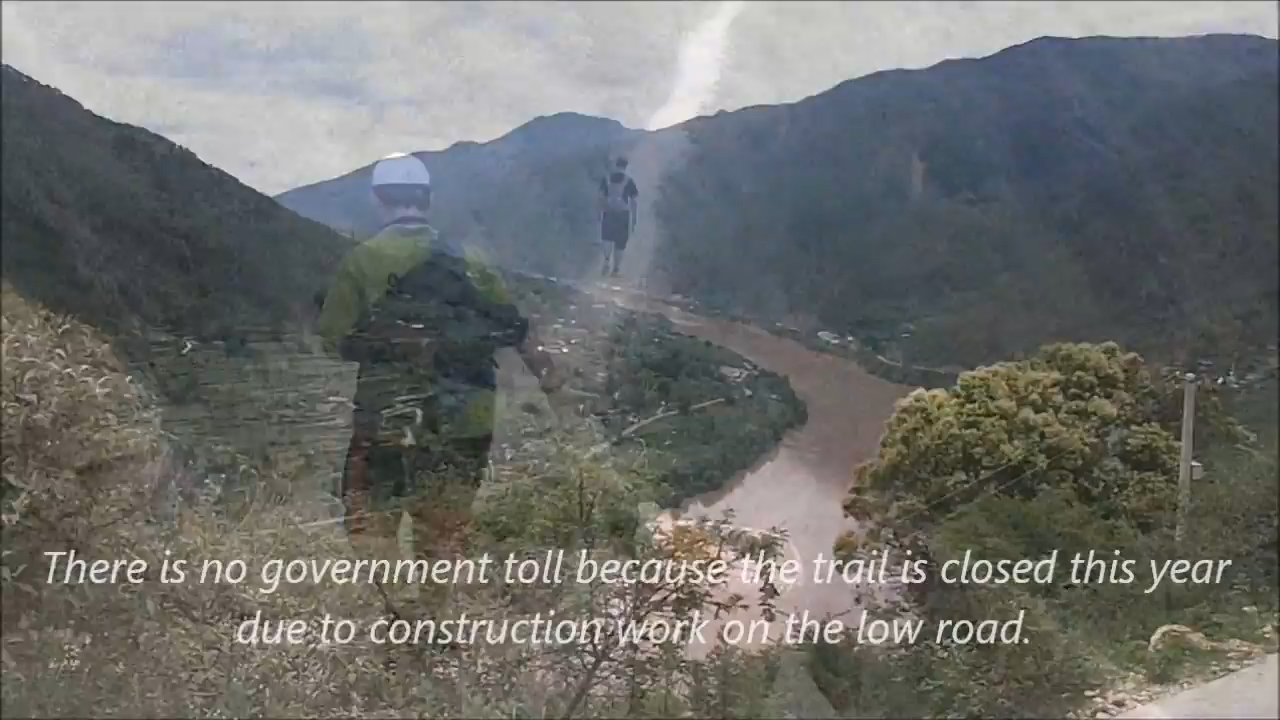 There is no government toll because the trail is closed this year
due to construction work on the low road.